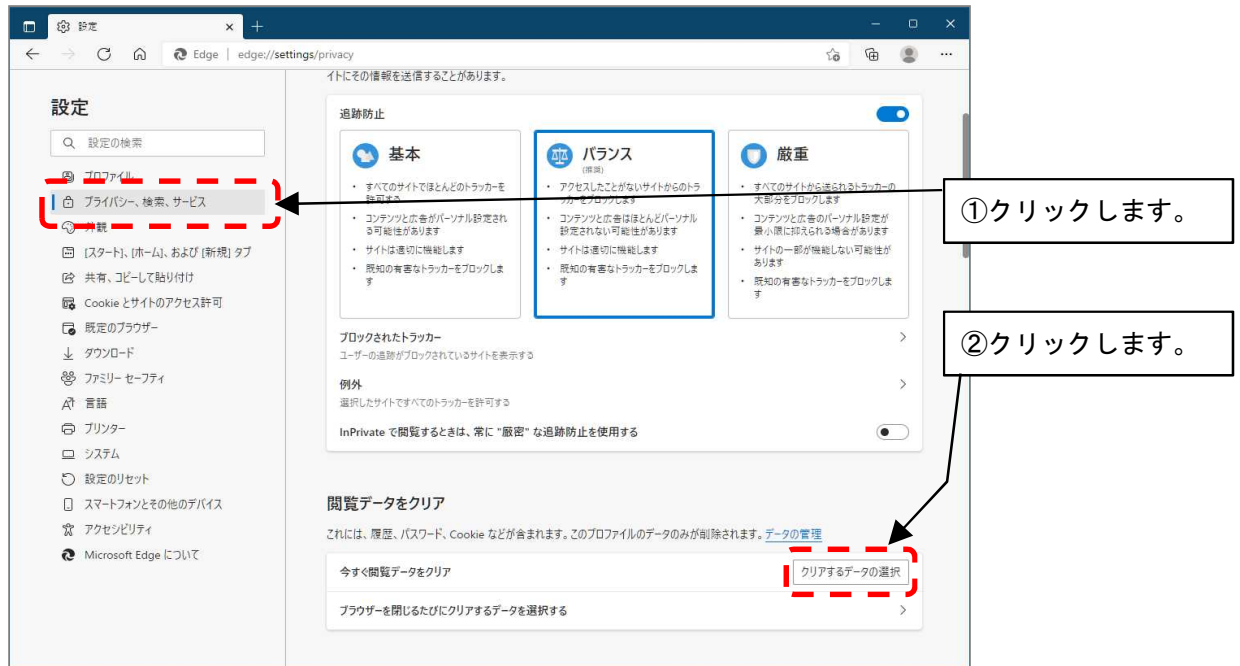 設定
Edge | edge://settings/privacy
設定
設定の検索
プロファイル
プライバシー、検索、サービス
外観
[スタート]、[ホーム]、および [新規] タブ
共有、コピーして貼り付け
Cookie とサイトのアクセス許可
既定のブラウザー
ダウンロード
ファミリー セーフティ
言語
プリンター
システム
設定のリセット
スマートフォンとその他のデバイス
アクセシビリティ
Microsoft Edge について
イトにその情報を送信することがあります。
追跡防止
基本
• すべてのサイトでほとんどのトラッカーを
許可する
• コンテンツと広告がパーソナル設定され
る可能性があります
• サイトは適切に機能します
• 既知の有害なトラッカーをブロックしま
す
バランス
(推奨)
• アクセスしたことがないサイトからのトラ
ッカーをブロックします
• コンテンツと広告はほとんどパーソナル
設定されない可能性があります
• サイトは適切に機能します
• 既知の有害なトラッカーをブロックしま
す
厳重
• すべてのサイトから送られるトラッカーの
大部分をブロックします
• コンテンツと広告のパーソナル設定が
最小限に抑えられる場合があります
• サイトの一部が機能しない可能性が
あります
• 既知の有害なトラッカーをブロックしま
す
ブロックされたトラッカー
ユーザーの追跡がブロックされているサイトを表示する
例外
選択したサイトですべてのトラッカーを許可する
InPrivate で閲覧するときは、常に "厳密" な追跡防止を使用する
閲覧データをクリア
これには、履歴、パスワード、Cookie などが含まれます。このプロファイルのデータのみが削除されます。データの管理
今すぐ閲覧データをクリア
クリアするデータの選択
ブラウザーを閉じるたびにクリアするデータを選択する
①クリックします。
②クリックします。